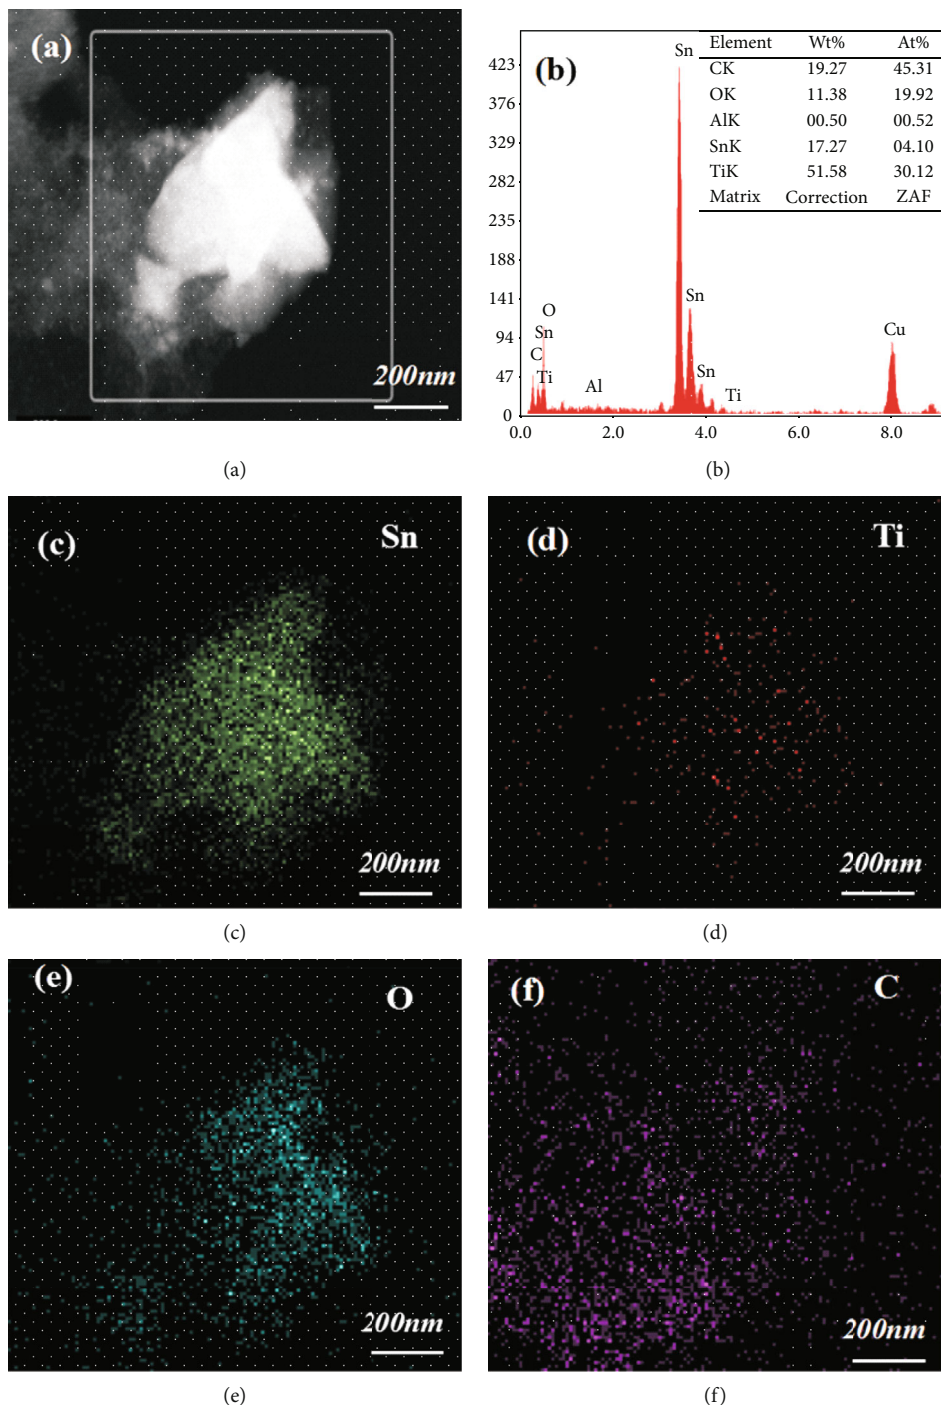 (a)
200nm
(a)
(b)
Element Wt% At%
CK 19.27 45.31
OK 11.38 19.92
AlK 00.50 00.52
SnK 17.27 04.10
TiK 51.58 30.12
Matrix Correction ZAF
423
376
329
282
235
188
141
94
47
0
0.0 2.0 4.0 6.0 8.0
Sn
Sn
Sn
Ti
Cu
O
Sn
C
Ti
Al
(b)
(c) Sn
200nm
(c)
(d) Ti
200nm
(d)
(e) O
200nm
(e)
(f) C
200nm
(f)